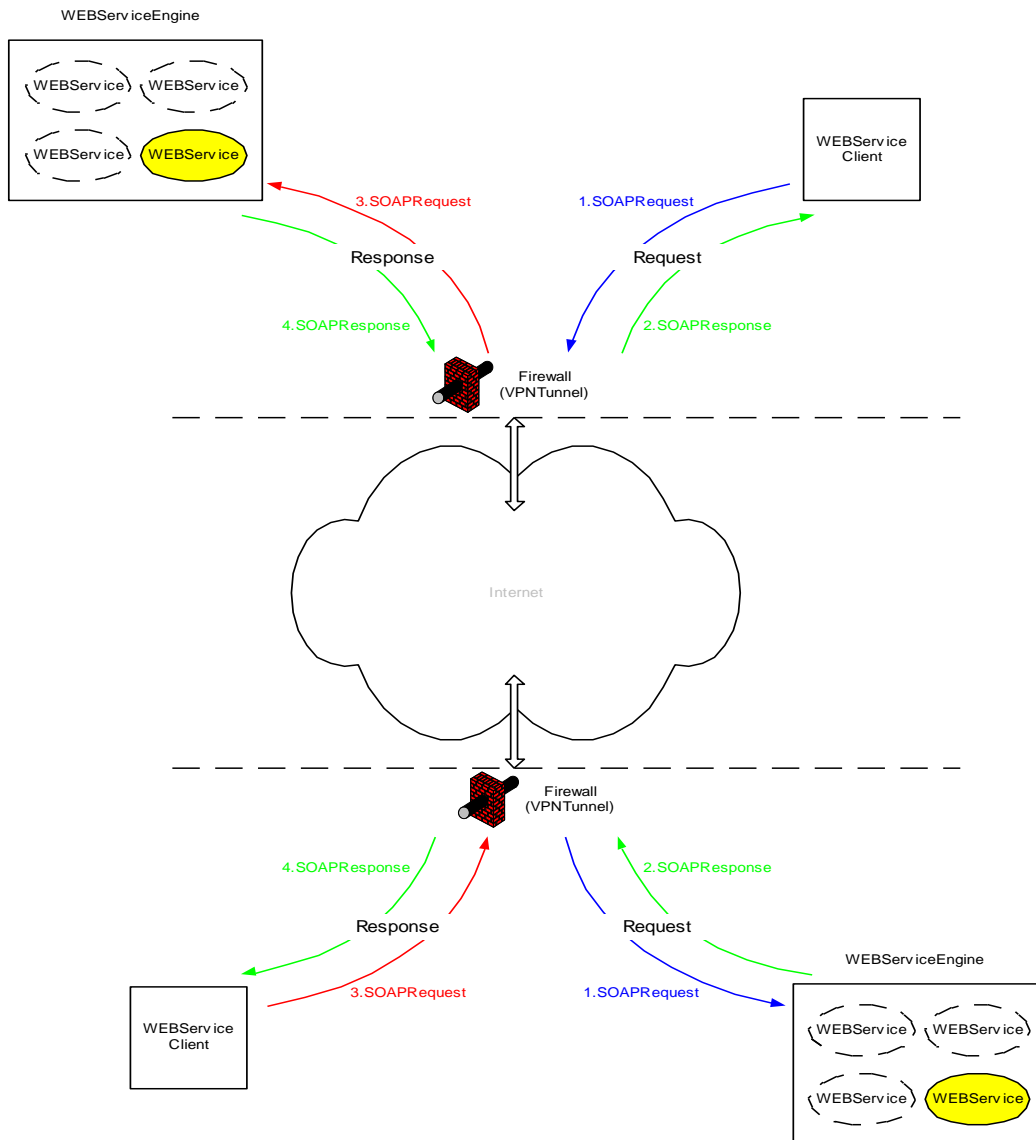 WEBServiceEngine
WEBService
WEBService
WEBService
WEBService
WEBService
Client
3.SOAPRequest
1.SOAPRequest
Response
Request
4.SOAPResponse
2.SOAPResponse
Firewall
(VPNTunnel)
Internet
Firewall
(VPNTunnel)
4.SOAPResponse
2.SOAPResponse
Response
Request
WEBServiceEngine
3.SOAPRequest
1.SOAPRequest
WEBService
Client
WEBService
WEBService
WEBService
WEBService